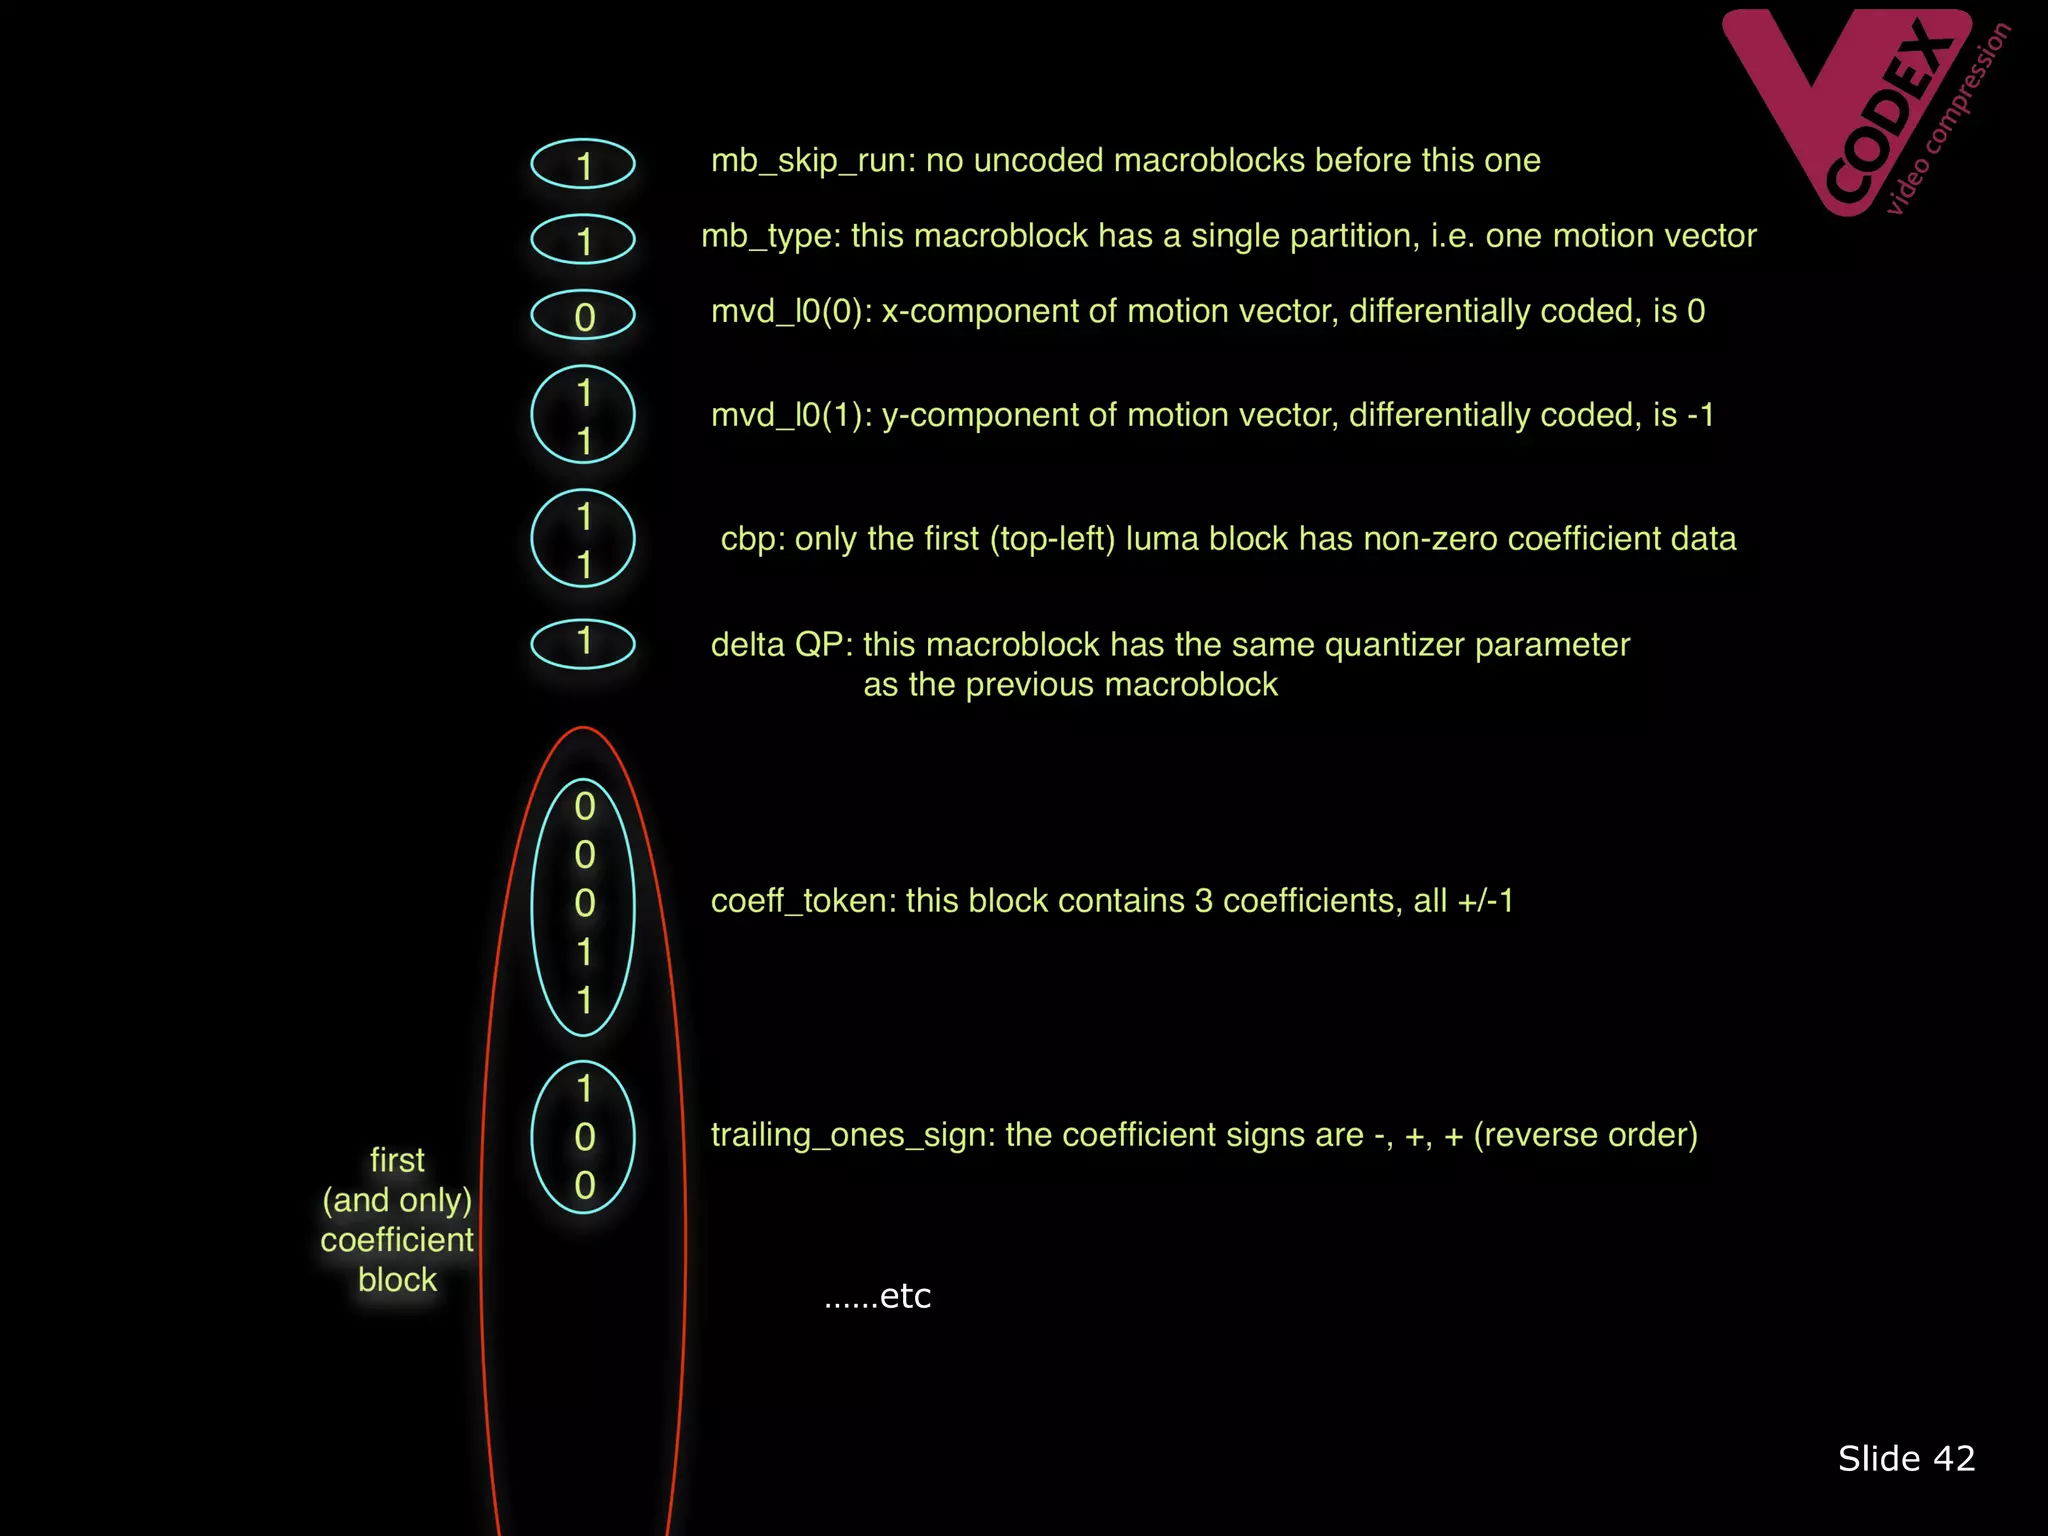 CODEX
video compression
1
mb_skip_run: no uncoded macroblocks before this one
1
mb_type: this macroblock has a single partition, i.e. one motion vector
0
mvd_l0(0): x-component of motion vector, differentially coded, is 0
1
1
mvd_l0(1): y-component of motion vector, differentially coded, is -1
1
1
cbp: only the first (top-left) luma block has non-zero coefficient data
1
delta QP: this macroblock has the same quantizer parameter
as the previous macroblock
0
0
0
1
1
coeff_token: this block contains 3 coefficients, all +/-1
1
0
0
trailing_ones_sign: the coefficient signs are -, +, + (reverse order)
first
(and only)
coefficient
block
......etc
Slide 42